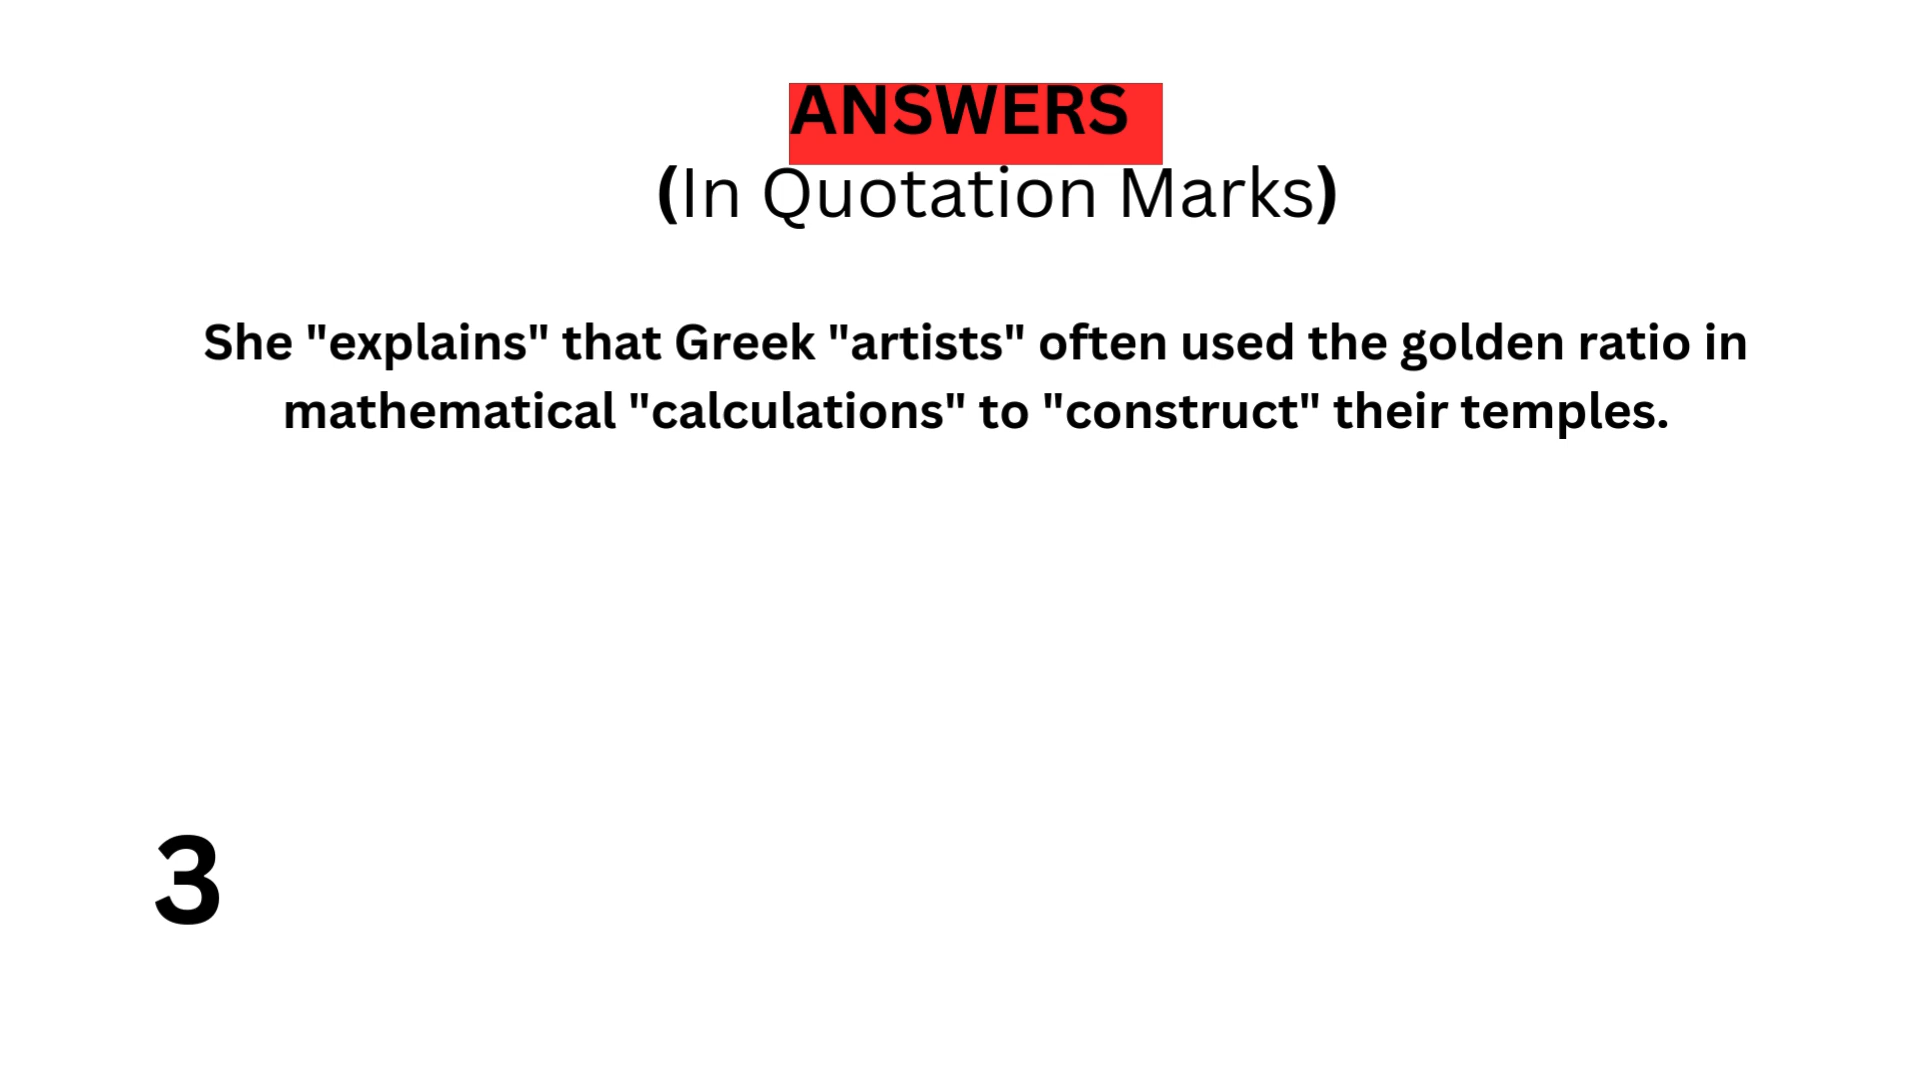 ANSWERS
(In Quotation Marks)
She "explains" that Greek "artists" often used the golden ratio in
mathematical "calculations" to "construct" their temples.
3